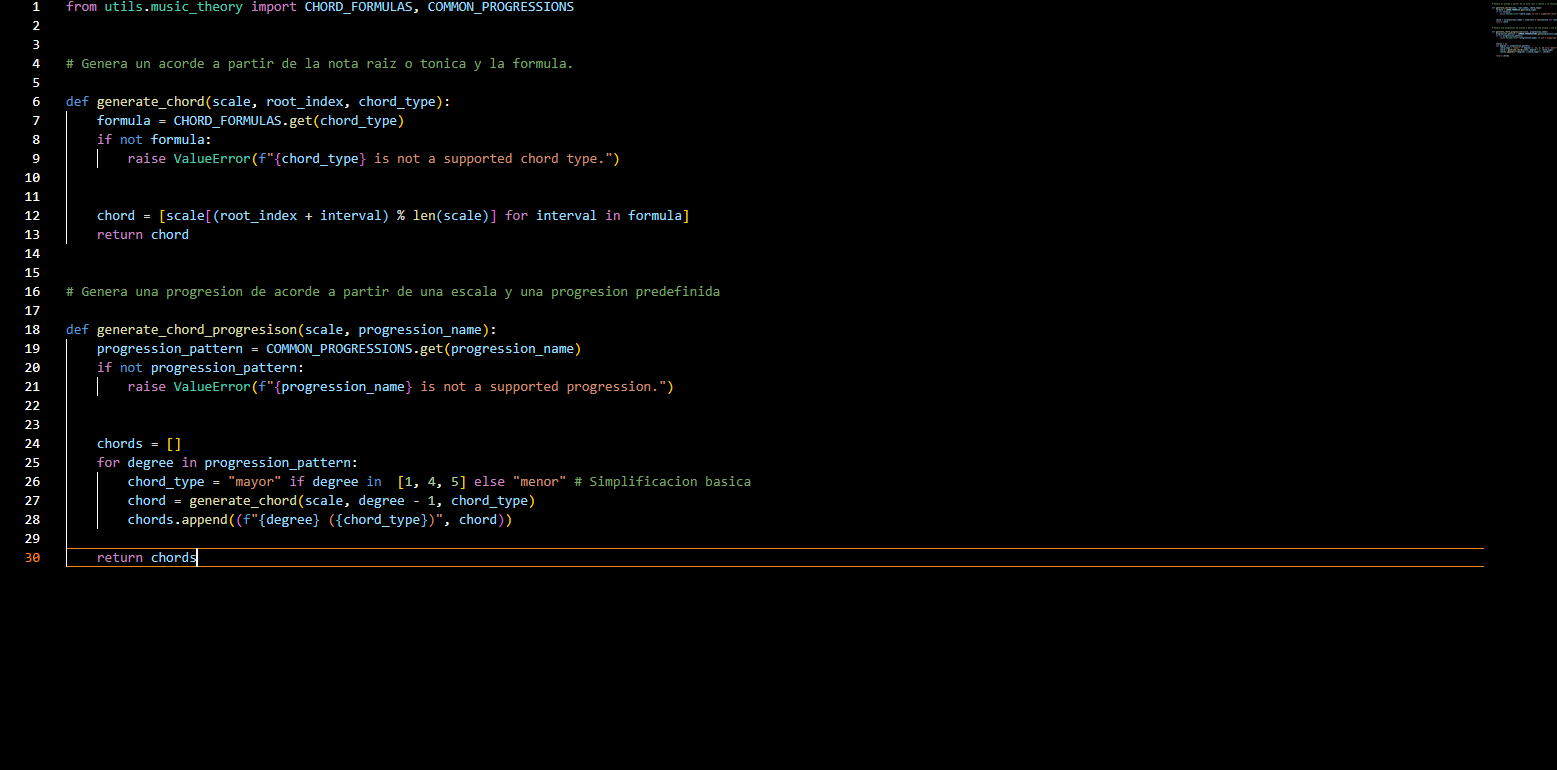 1 from utils.music_theory import CHORD_FORMULAS, COMMON_PROGRESSIONS
2
3
4 # Genera un acorde a partir de la nota raiz o tonica y la formula.
5
6 def generate_chord(scale, root_index, chord_type):
7     formula = CHORD_FORMULAS.get(chord_type)
8     if not formula:
9         raise ValueError(f"{chord_type} is not a supported chord type.")
10
11
12     chord = [scale[(root_index + interval) % len(scale)] for interval in formula]
13     return chord
14
15
16 # Genera una progresion de acorde a partir de una escala y una progresion predefinida
17
18 def generate_chord_progresison(scale, progression_name):
19     progression_pattern = COMMON_PROGRESSIONS.get(progression_name)
20     if not progression_pattern:
21         raise ValueError(f"{progression_name} is not a supported progression.")
22
23
24     chords = []
25     for degree in progression_pattern:
26         chord_type = "mayor" if degree in  [1, 4, 5] else "menor" # Simplificacion basica
27         chord = generate_chord(scale, degree - 1, chord_type)
28         chords.append((f"{degree} ({chord_type})", chord))
29
30     return chords